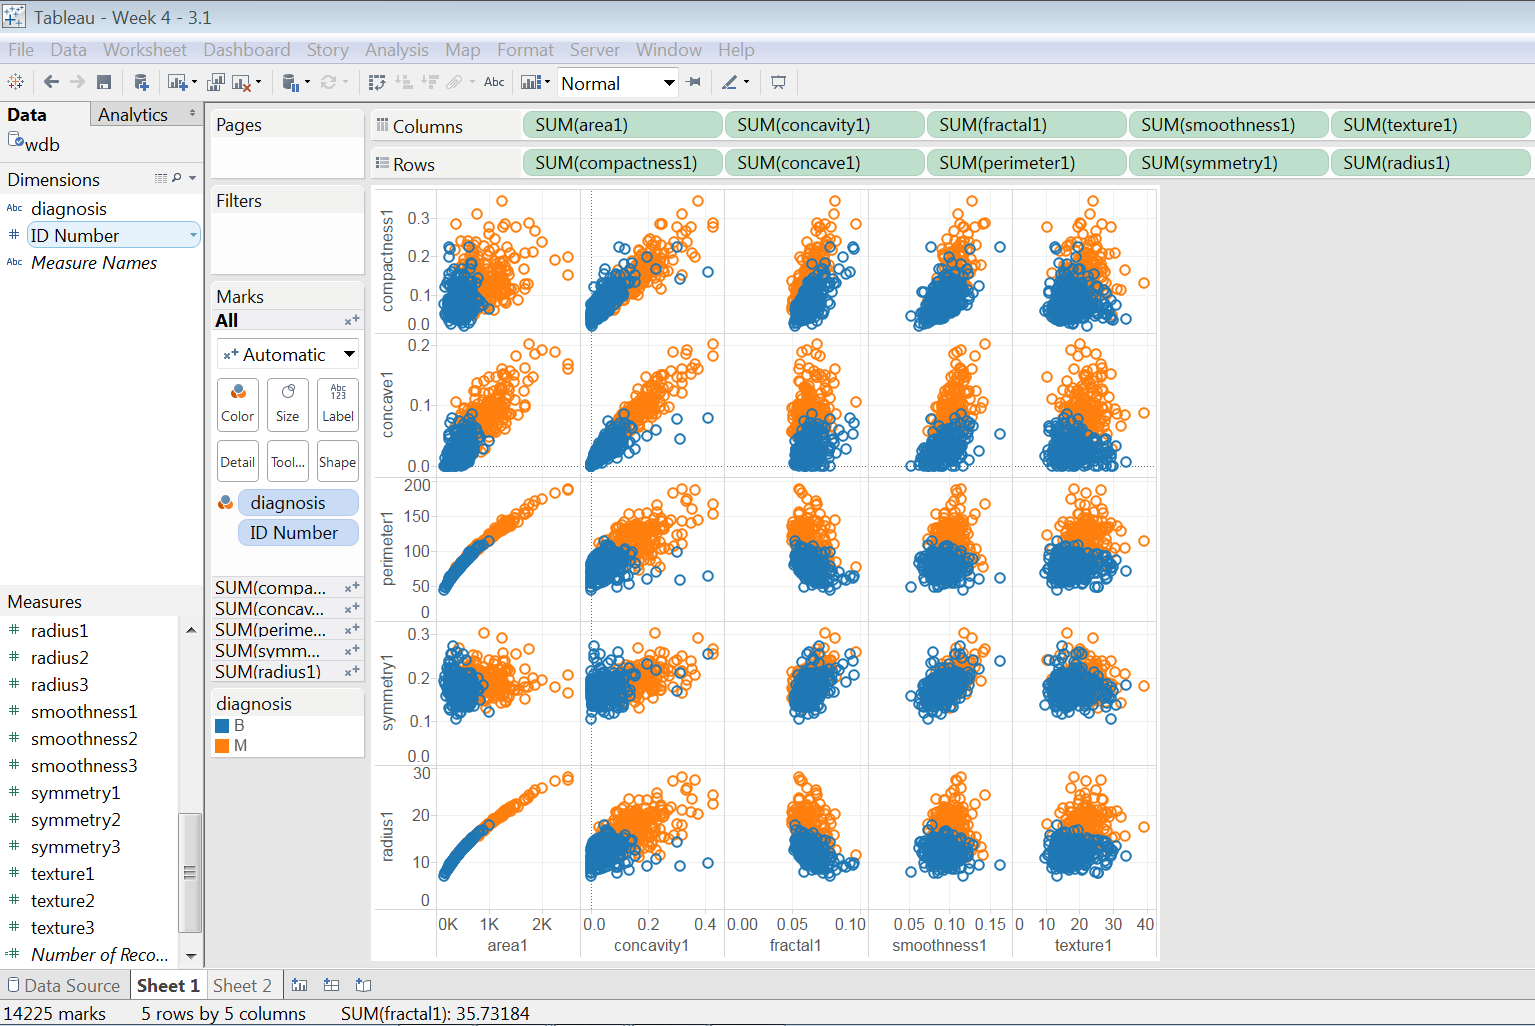 Tableau - Week 4 - 3.1
File Data Worksheet Dashboard Story Analysis Map Format Server Window Help
Abc Normal
Data Analytics
wdb
Dimensions
Abc diagnosis
# ID Number
Abc Measure Names
Measures
# radius1
# radius2
# radius3
# smoothness1
# smoothness2
# smoothness3
# symmetry1
# symmetry2
# symmetry3
# texture1
# texture2
# texture3
# Number of Reco...
Pages
Filters
Marks
All
Automatic
Abc
123
Color Size Label
Detail Tool... Shape
diagnosis
ID Number
SUM(compa...
SUM(concav...
SUM(perime...
SUM(symm...
SUM(radius1)
diagnosis
B
M
Columns SUM(area1) SUM(concavity1) SUM(fractal1) SUM(smoothness1) SUM(texture1)
Rows SUM(compactness1) SUM(concave1) SUM(perimeter1) SUM(symmetry1) SUM(radius1)
compactness1
0.3
0.2
0.1
0.0
concave1
0.2
0.1
0.0
perimeter1
200
150
100
50
0
symmetry1
0.3
0.2
0.1
0.0
radius1
30
20
10
0
0K 1K 2K 0.0 0.2 0.4 0.00 0.05 0.10 0.05 0.10 0.15 0 10 20 30 40
area1 concavity1 fractal1 smoothness1 texture1
Data Source Sheet 1 Sheet 2
14225 marks 5 rows by 5 columns SUM(fractal1): 35.73184